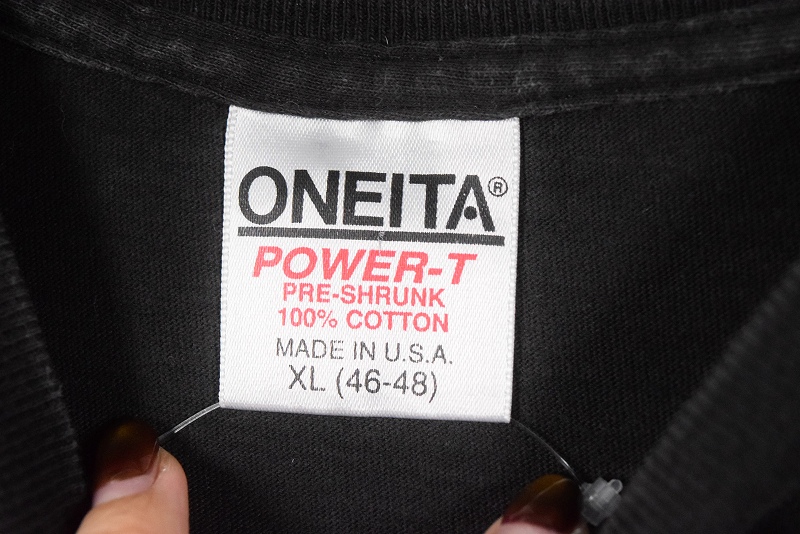 ONEITA®
POWER-T
PRE-SHRUNK
100% COTTON
MADE IN U.S.A.
XL (46-48)